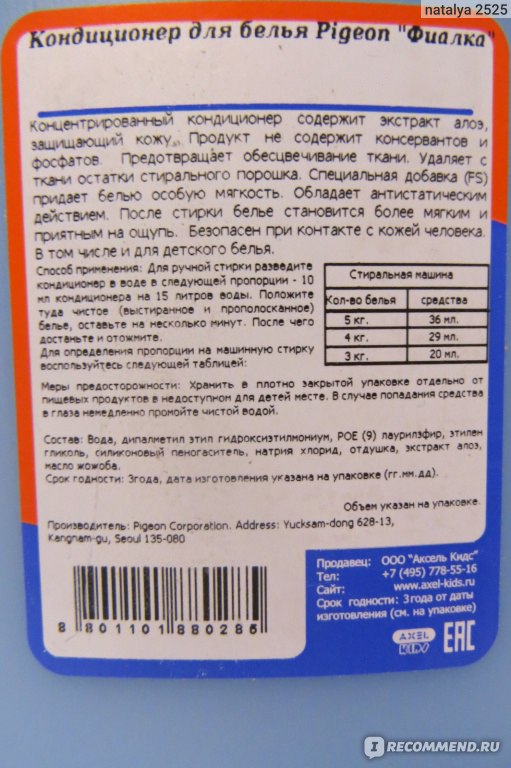 natalya 2525
Кондиционер для белья Pigeon "Фиалка"
Концентрированный кондиционер содержит экстракт алоэ,
защищающий кожу. Продукт не содержит консервантов и
фосфатов. Предотвращает обесцвечивание ткани. Удаляет с
ткани остатки стирального порошка. Специальная добавка (FS)
придает белью особую мягкость. Обладает антистатическим
действием. После стирки белье становится более мягким и
приятным на ощупь. Безопасен при контакте с кожей человека.
В том числе и для детского белья.
Способ применения: Для ручной стирки разведите
кондиционер в воде в следующей пропорции - 10
мл кондиционера на 15 литров воды. Положите
туда чистое (выстиранное и прополосканное)
белье, оставьте на несколько минут. После чего
достаньте и отожмите.
Для определения пропорции на машинную стирку
воспользуйтесь следующей таблицей:
Стиральная машина
Кол-во белья средства
5 кг. 36 мл.
4 кг. 29 мл.
3 кг. 20 мл.
Меры предосторожности: Хранить в плотно закрытой упаковке отдельно от
пищевых продуктов в недоступном для детей месте. В случае попадания средства
в глаза немедленно промойте чистой водой.
Состав: Вода, дипалметил этил гидроксиэтилмониум, POE (9) лаурилэфир, этилен
гликоль, силиконовый пеногаситель, натрия хлорид, отдушка, экстракт алоэ,
масло жожоба.
Срок годности: 3года, дата изготовления указана на упаковке (гг.мм.дд).
Объем указан на упаковке.
Производитель: Pigeon Corporation. Address: Yucksam-dong 628-13,
Kangnam-gu, Seoul 135-080
8 801101 880286
Продавец: ООО "Аксель Кидс"
Тел: +7 (495) 778-55-16
Сайт: www.axel-kids.ru
Срок годности: 3 года от даты
изготовления (см. на упаковке)
AXEL
KIDS
EAC
I RECOMMEND.RU